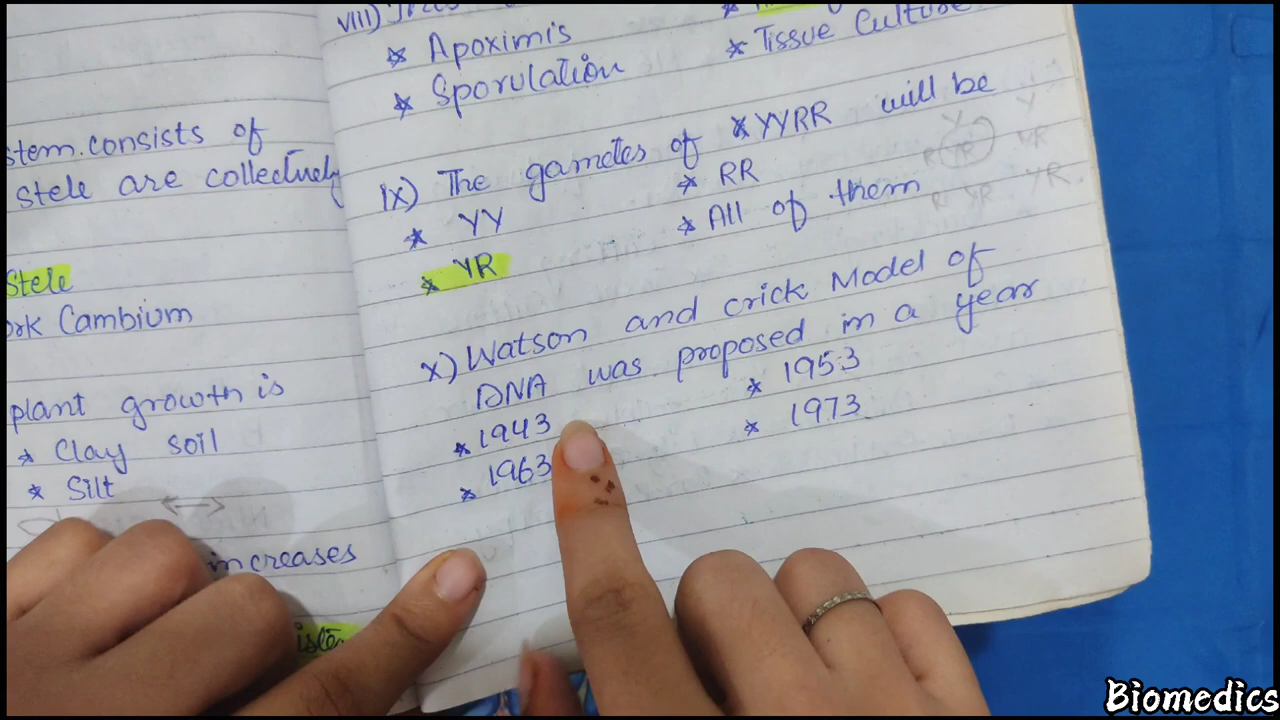 stem consists of
stele are collectively
Stele
ork Cambium
plant growth is
* Clay soil
* Silt
increases
viii)
* Apoximis
* Sporulation
* Tissue Culture
ix) The gametes of *YYRR will be
* YY
* RR
* YR
* All of them
x) Watson and crick Model of
DNA was proposed in a year
* 1943
* 1953
* 1963
* 1973
Biomedics